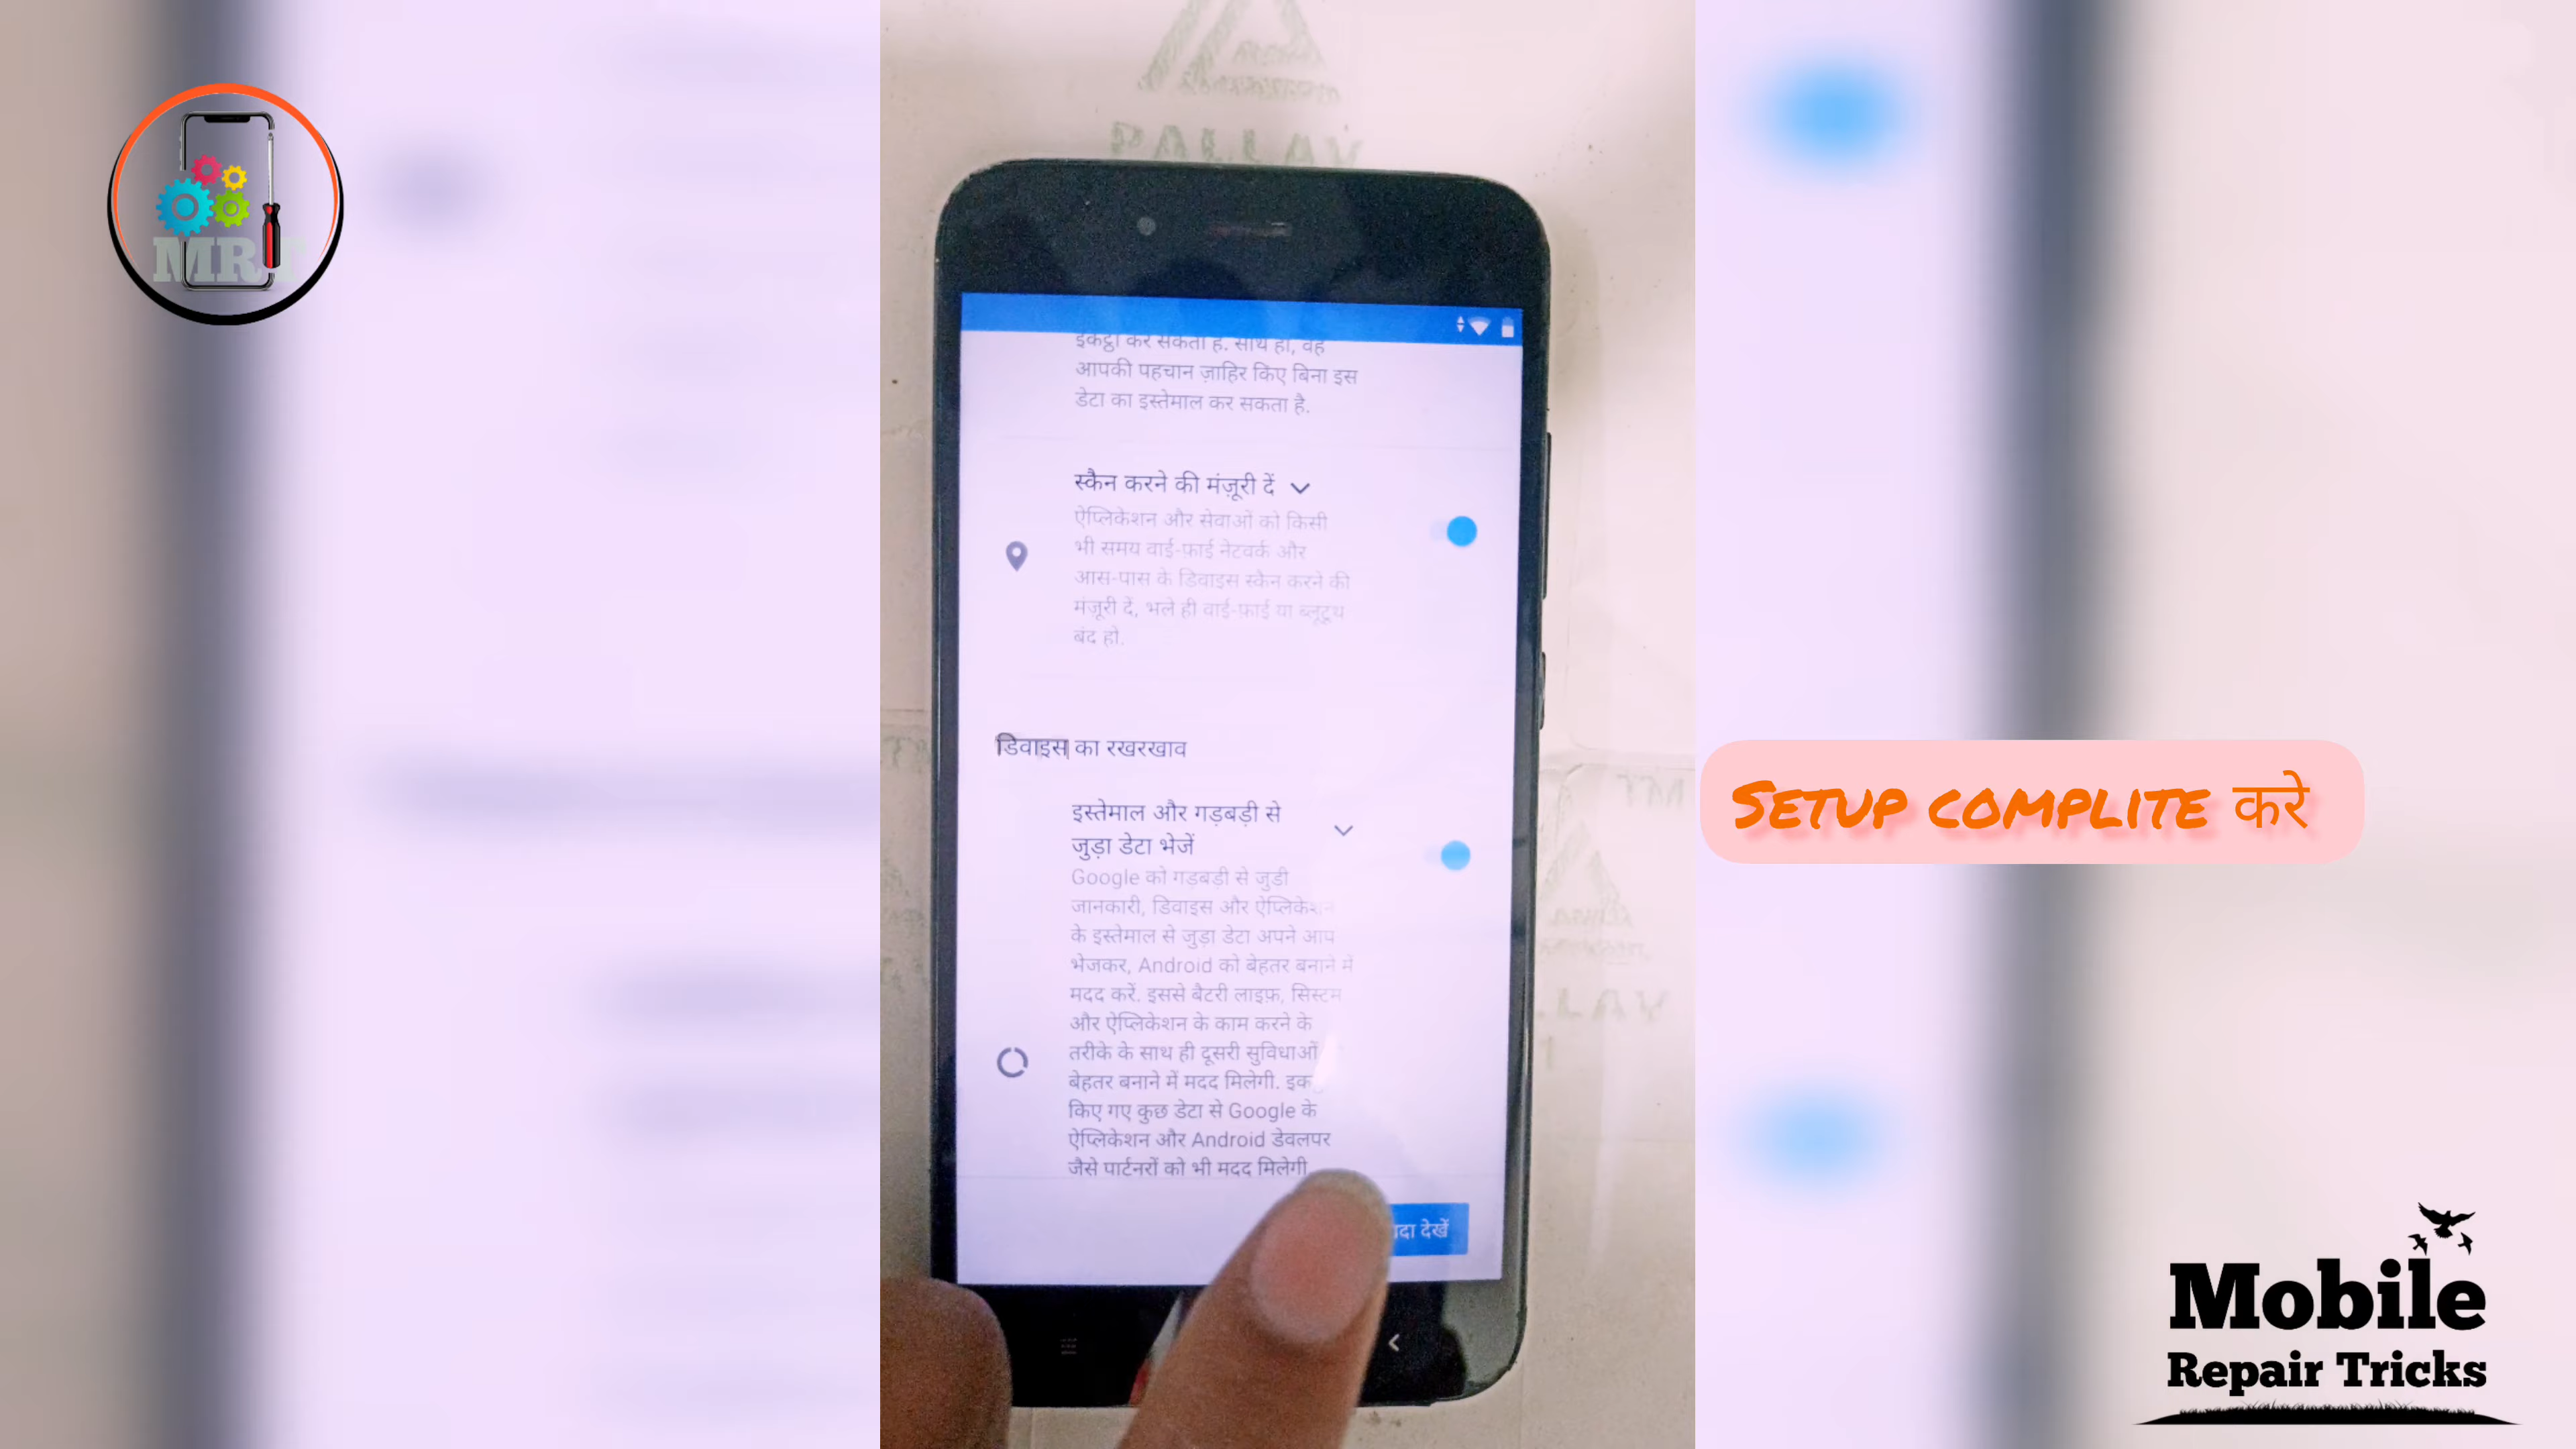 MRT
इकट्ठा कर सकता है. साथ ही, वह
आपकी पहचान ज़ाहिर किए बिना इस
डेटा का इस्तेमाल कर सकता है.
स्कैन करने की मंज़ूरी दें
ऐप्लिकेशन और सेवाओं को किसी
भी समय वाई-फ़ाई नेटवर्क और
आस-पास के डिवाइस स्कैन करने की
मंज़ूरी दें, भले ही वाई-फ़ाई या ब्लूटूथ
बंद हो.
डिवाइस का रखरखाव
इस्तेमाल और गड़बड़ी से
जुड़ा डेटा भेजें
Google को गड़बड़ी से जुड़ी
जानकारी, डिवाइस और ऐप्लिकेशन
के इस्तेमाल से जुड़ा डेटा अपने आप
भेजकर, Android को बेहतर बनाने में
मदद करें. इससे बैटरी लाइफ़, सिस्टम
और ऐप्लिकेशन के काम करने के
तरीके के साथ ही दूसरी सुविधाओं
बेहतर बनाने में मदद मिलेगी. इक
किए गए कुछ डेटा से Google के
ऐप्लिकेशन और Android डेवलपर
जैसे पार्टनरों को भी मदद मिलेगी
दा देखें
SETUP COMPLITE करे
Mobile
Repair Tricks